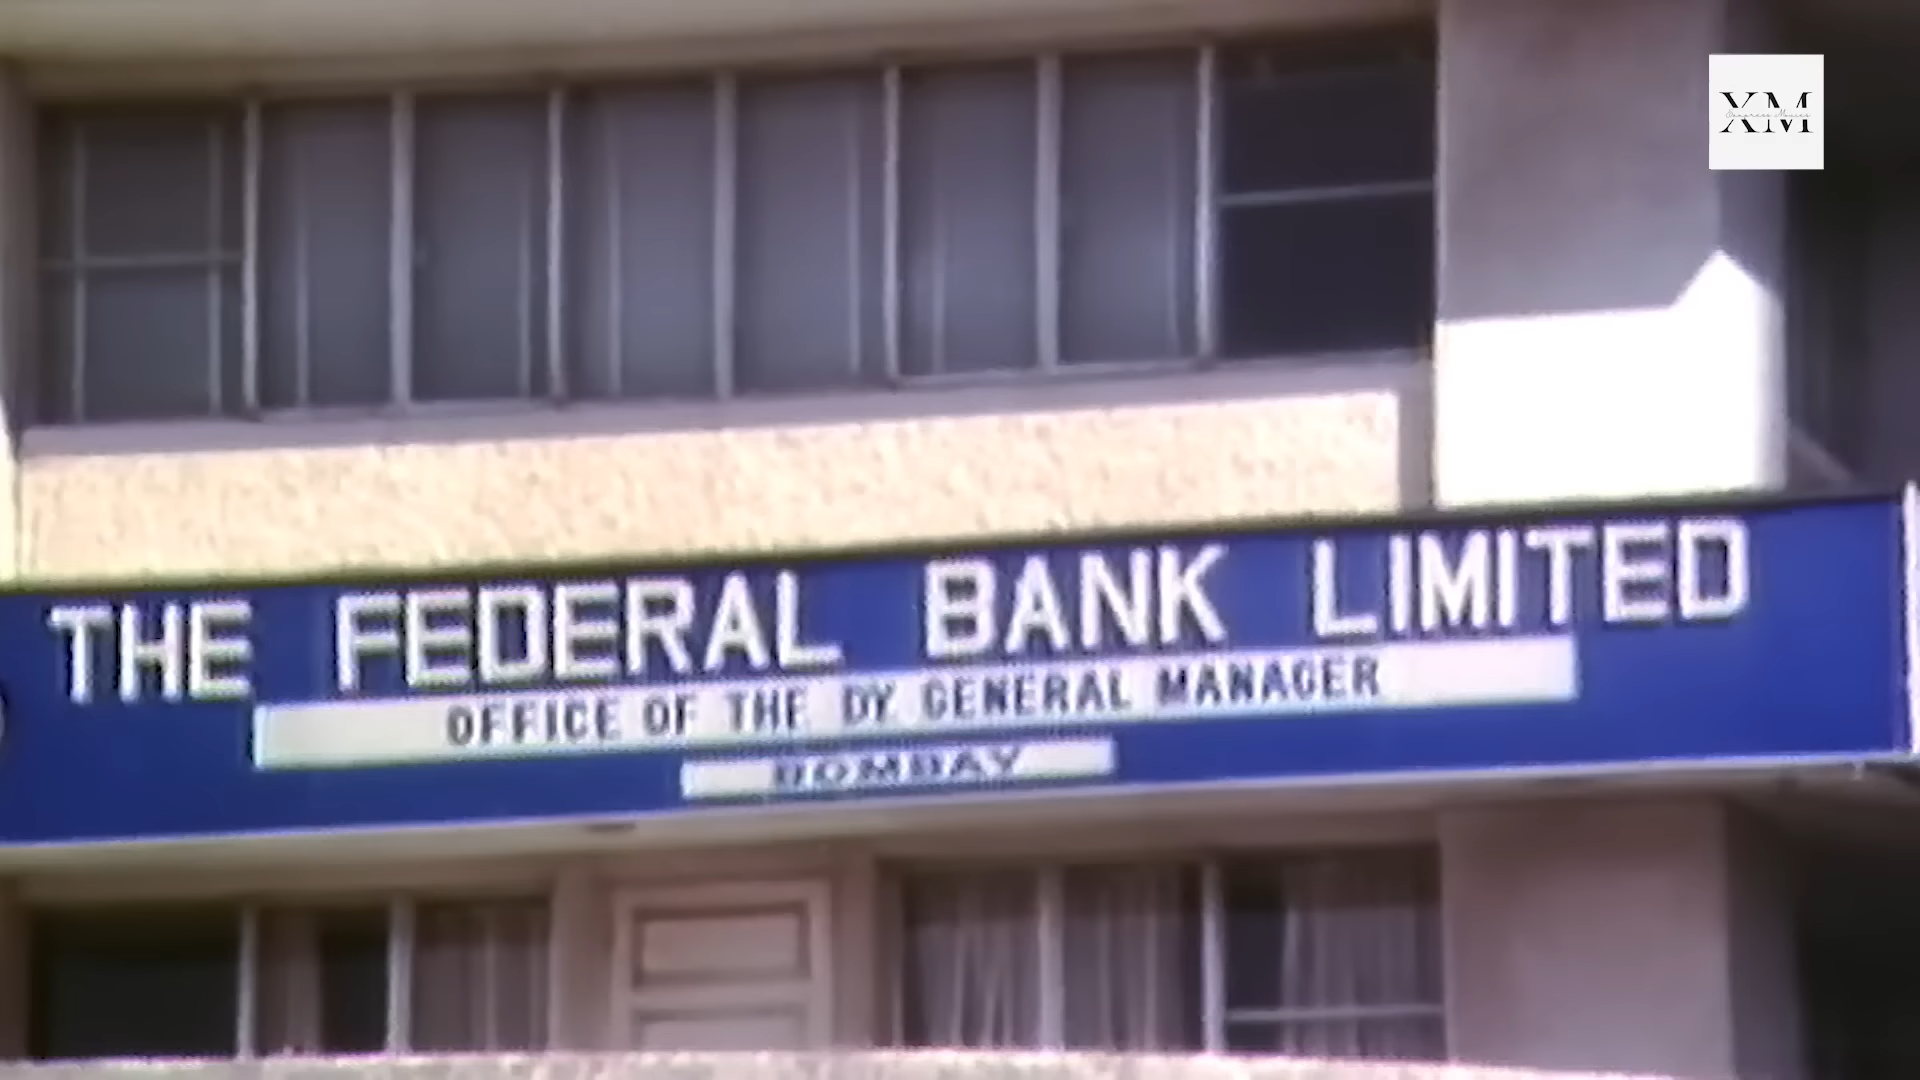 XM
THE FEDERAL BANK LIMITED
OFFICE OF THE DY. GENERAL MANAGER
BOMBAY